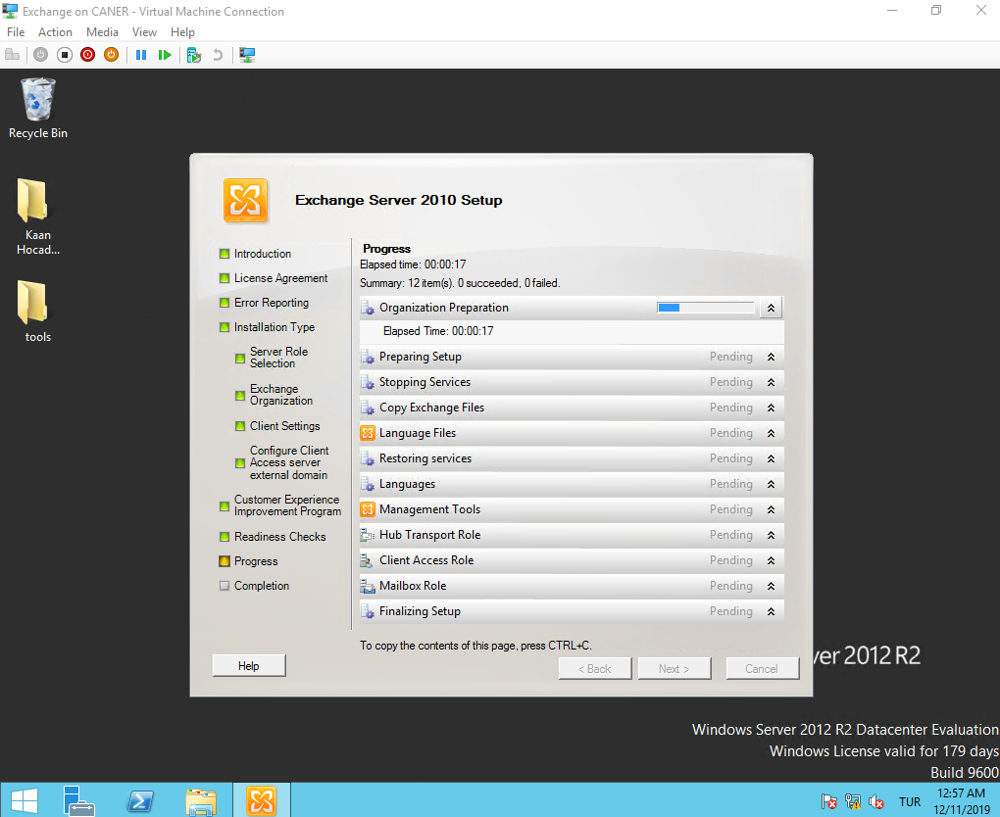 Exchange on CANER - Virtual Machine Connection
File Action Media View Help
Recycle Bin
Kaan
Hocad...
tools
Exchange Server 2010 Setup
Introduction
License Agreement
Error Reporting
Installation Type
Server Role
Selection
Exchange
Organization
Client Settings
Configure Client
Access server
external domain
Customer Experience
Improvement Program
Readiness Checks
Progress
Completion
Progress
Elapsed time: 00:00:17
Summary: 12 item(s). 0 succeeded, 0 failed.
Organization Preparation
Elapsed Time: 00:00:17
Preparing Setup Pending
Stopping Services Pending
Copy Exchange Files Pending
Language Files Pending
Restoring services Pending
Languages Pending
Management Tools Pending
Hub Transport Role Pending
Client Access Role Pending
Mailbox Role Pending
Finalizing Setup Pending
To copy the contents of this page, press CTRL+C.
Help
< Back Next > Cancel
ver 2012 R2
Windows Server 2012 R2 Datacenter Evaluation
Windows License valid for 179 days
Build 9600
TUR
12:57 AM
12/11/2019